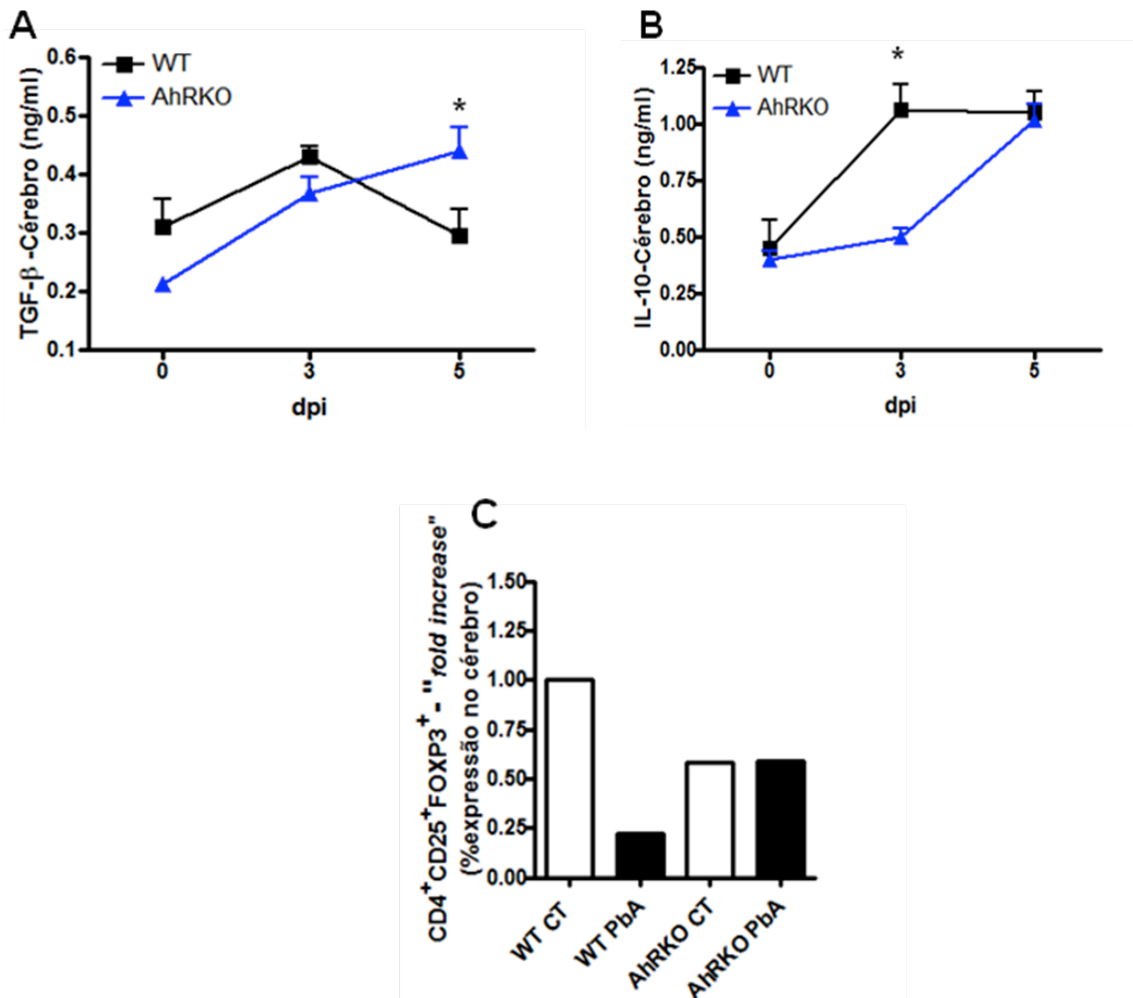 A
TGF-β -Cérebro (ng/ml)
0.6
0.5
0.4
0.3
0.2
0.1
WT
AhRKO
*
0 3 5
dpi
B
IL-10-Cérebro (ng/ml)
1.25
1.00
0.75
0.50
0.25
0.00
WT
AhRKO
*
0 3 5
dpi
C
CD4+CD25+FOXP3+ - "fold increase"
(%expressão no cérebro)
1.50
1.25
1.00
0.75
0.50
0.25
0.00
WT CT
WT PbA
AhRKO CT
AhRKO PbA